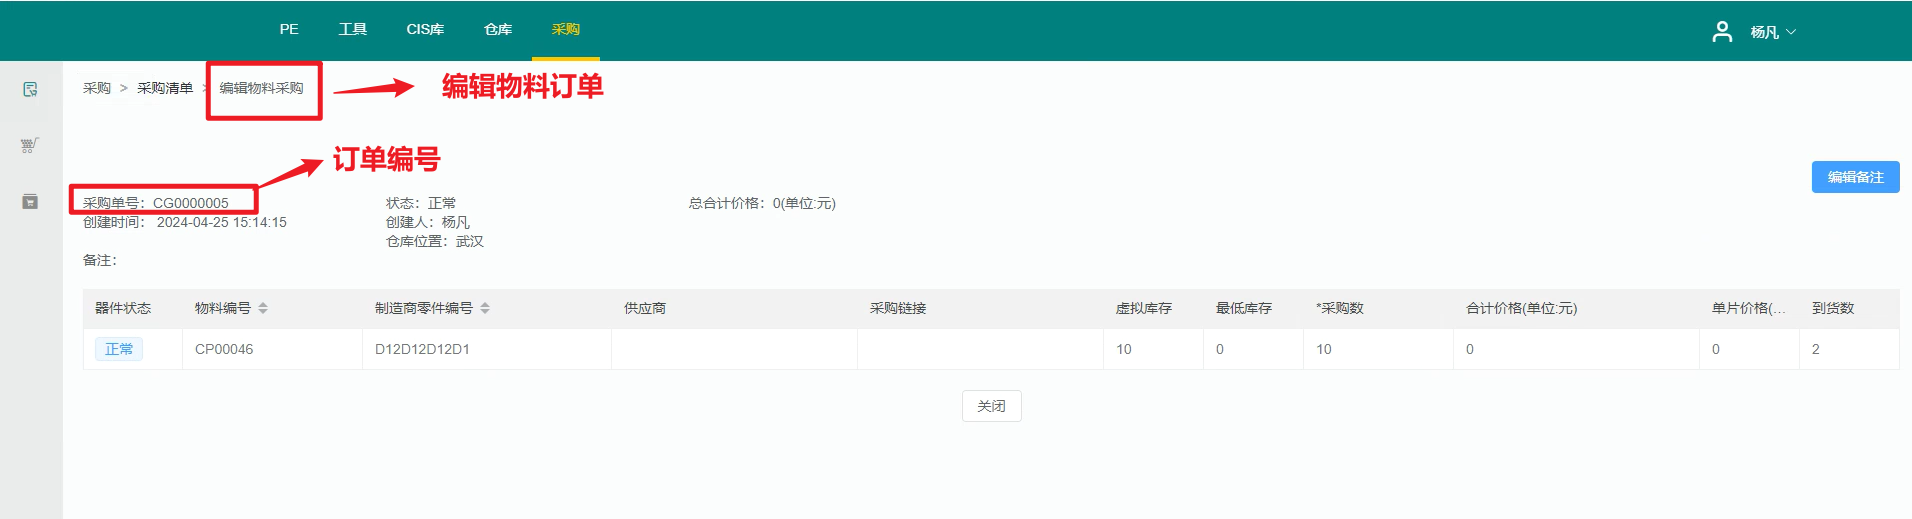 PE 工具 CIS库 仓库 采购 杨凡
采购 > 采购清单 > 编辑物料采购
编辑物料订单
订单编号
编辑备注
采购单号：CG0000005 状态：正常 总合计价格：0(单位:元)
创建时间： 2024-04-25 15:14:15 创建人：杨凡
仓库位置：武汉
备注：
器件状态 物料编号 制造商零件编号 供应商 采购链接 虚拟库存 最低库存 *采购数 合计价格(单位:元) 单片价格(... 到货数
正常 CP00046 D12D12D12D1 10 0 10 0 0 2
关闭